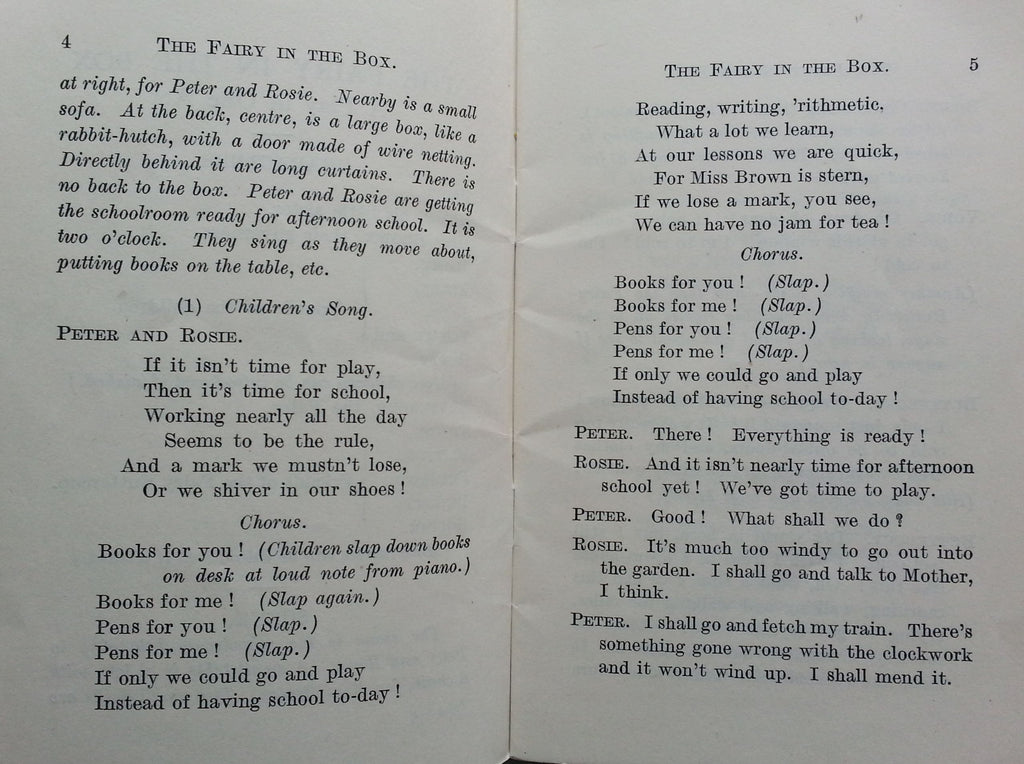 4
THE FAIRY IN THE BOX.
at right, for Peter and Rosie. Nearby is a small
sofa. At the back, centre, is a large box, like a
rabbit-hutch, with a door made of wire netting.
Directly behind it are long curtains. There is
no back to the box. Peter and Rosie are getting
the schoolroom ready for afternoon school. It is
two o'clock. They sing as they move about,
putting books on the table, etc.
(1) Children's Song.
PETER AND ROSIE.
If it isn't time for play,
Then it's time for school,
Working nearly all the day
Seems to be the rule,
And a mark we mustn't lose,
Or we shiver in our shoes !
Chorus.
Books for you ! (Children slap down books
on desk at loud note from piano.)
Books for me ! (Slap again.)
Pens for you ! (Slap.)
Pens for me ! (Slap.)
If only we could go and play
Instead of having school to-day !
THE FAIRY IN THE BOX.
5
Reading, writing, 'rithmetic,
What a lot we learn,
At our lessons we are quick,
For Miss Brown is stern,
If we lose a mark, you see,
We can have no jam for tea !
Chorus.
Books for you ! (Slap.)
Books for me ! (Slap.)
Pens for you ! (Slap.)
Pens for me ! (Slap.)
If only we could go and play
Instead of having school to-day !
PETER. There ! Everything is ready !
ROSIE. And it isn't nearly time for afternoon
school yet ! We've got time to play.
PETER. Good ! What shall we do ?
ROSIE. It's much too windy to go out into
the garden. I shall go and talk to Mother,
I think.
PETER. I shall go and fetch my train. There's
something gone wrong with the clockwork
and it won't wind up. I shall mend it.